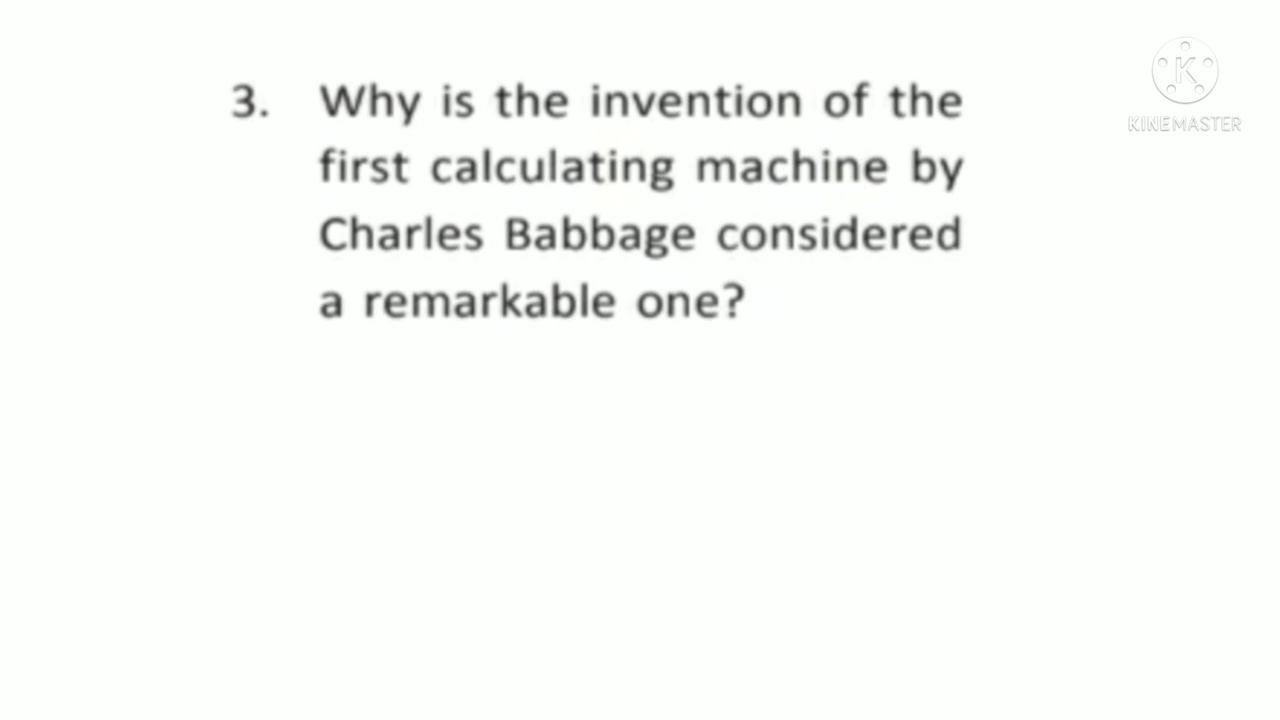 3. Why is the invention of the
first calculating machine by
Charles Babbage considered
a remarkable one?
K
KINEMASTER